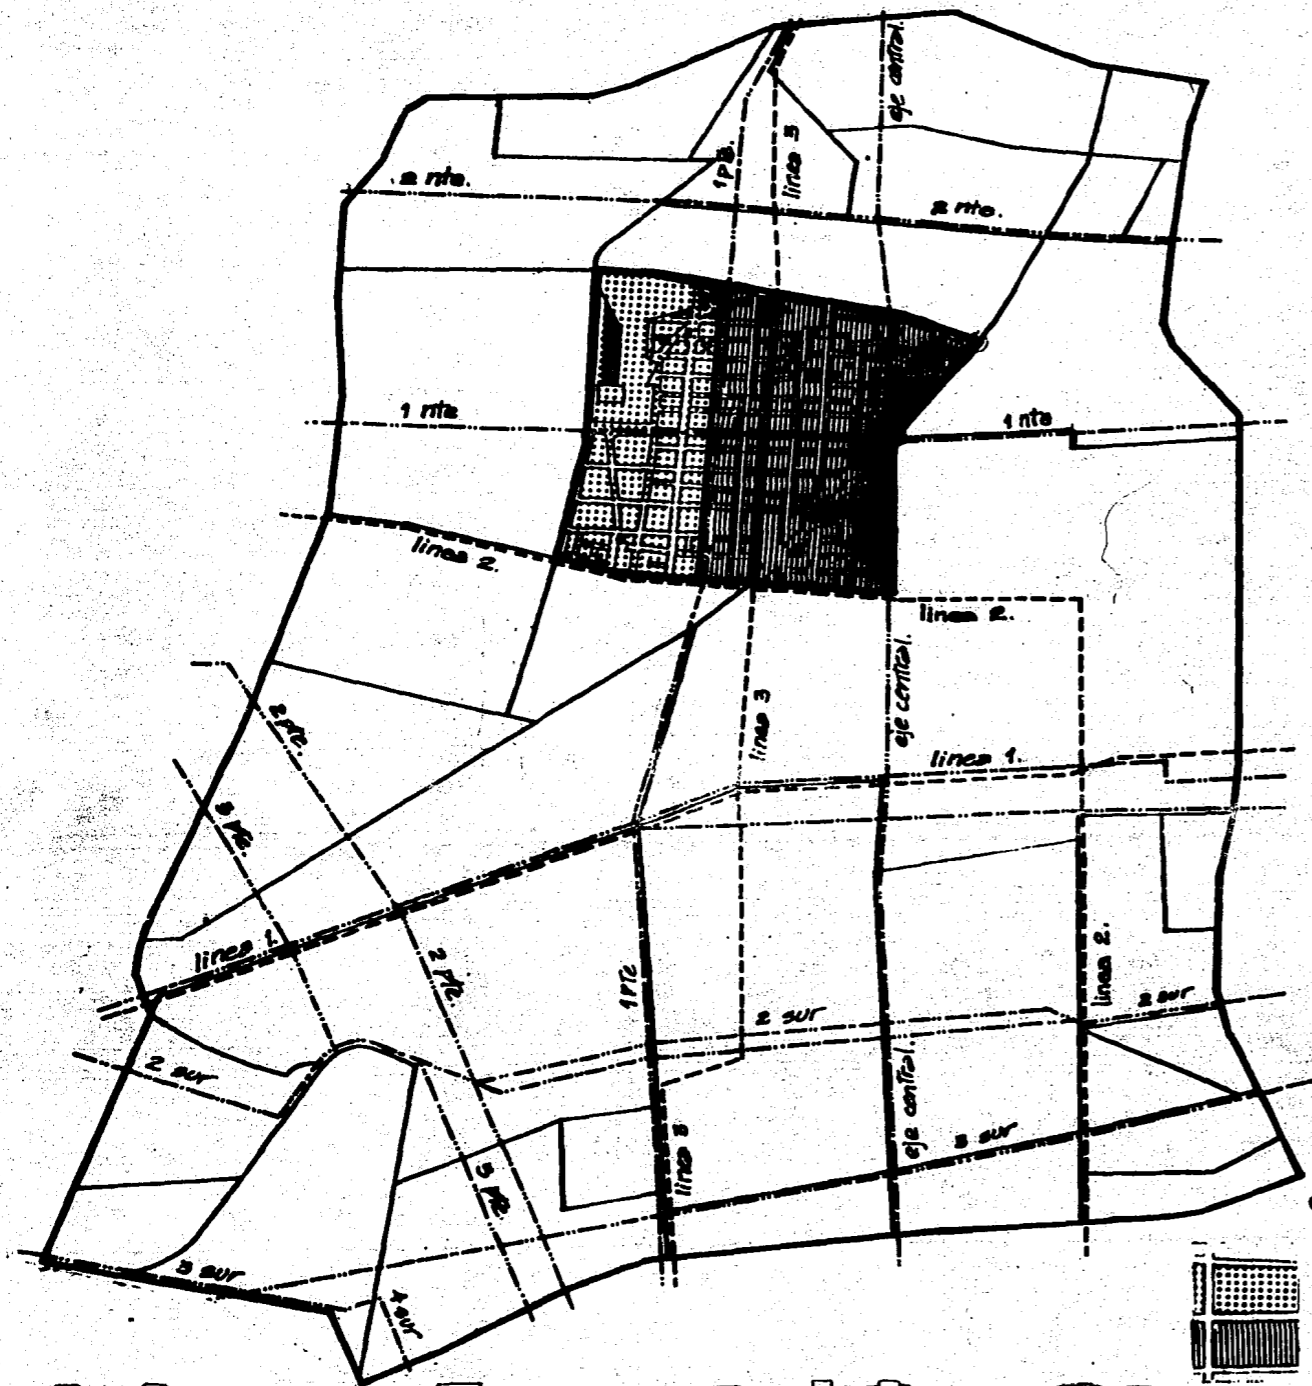 eje central.
linea 3
1 pte.
2 nte.
2 nte.
1 nte
1 nte
linea 2.
linea 2.
eje central.
2 pte.
linea 3
linea 1.
3 pte.
linea 1.
2 pte.
linea 2.
1 pte
2 sur
2 sur
2 sur
eje central.
3 sur
linea 3
3 pte.
3 sur
4 sur